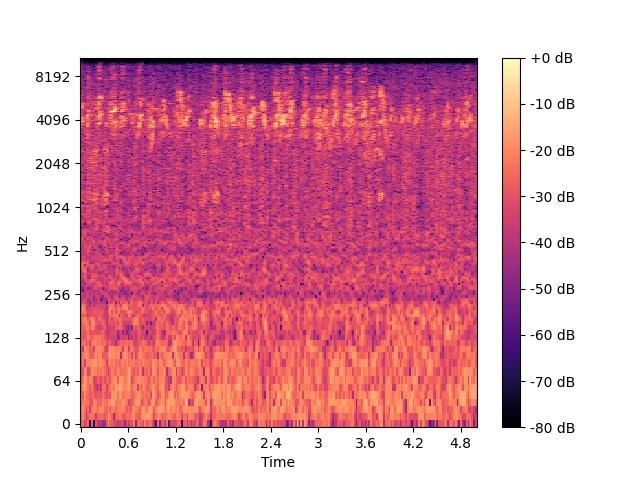 +0 dB
8192
-10 dB
4096
-20 dB
2048
-30 dB
1024
-40 dB
Hz
512
-50 dB
256
-60 dB
128
64
-70 dB
0
-80 dB
0 0.6 1.2 1.8 2.4 3 3.6 4.2 4.8
Time